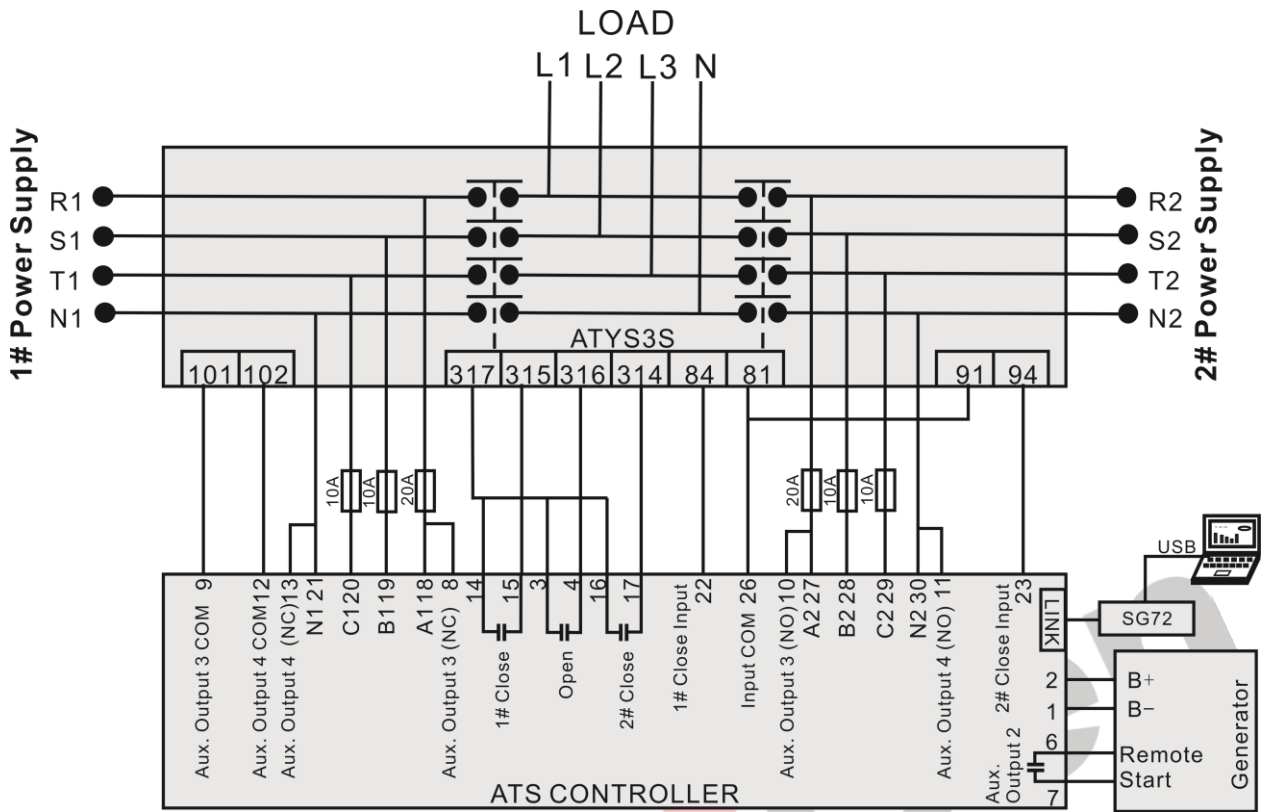 LOAD
L1 L2 L3 N
1# Power Supply
R1
S1
T1
N1
2# Power Supply
R2
S2
T2
N2
ATYS3S
101 102
317 315 316 314 84 81
91 94
10A
10A
20A
20A
10A
10A
Aux. Output 3 COM 9
Aux. Output 4 COM 12
Aux. Output 4 (NC) 13
N1 21
C1 20
B1 19
A1 18
Aux. Output 3 (NC) 8
14
15
3
4
16
17
1# Close
Open
2# Close
1# Close Input 22
Input COM 26
Aux. Output 3 (NO) 10
A2 27
B2 28
C2 29
N2 30
Aux. Output 4 (NO) 11
2# Close Input 23
LINK
USB
SG72
2
1
6
7
B+
B-
Remote
Start
Generator
Aux.
Output 2
ATS CONTROLLER